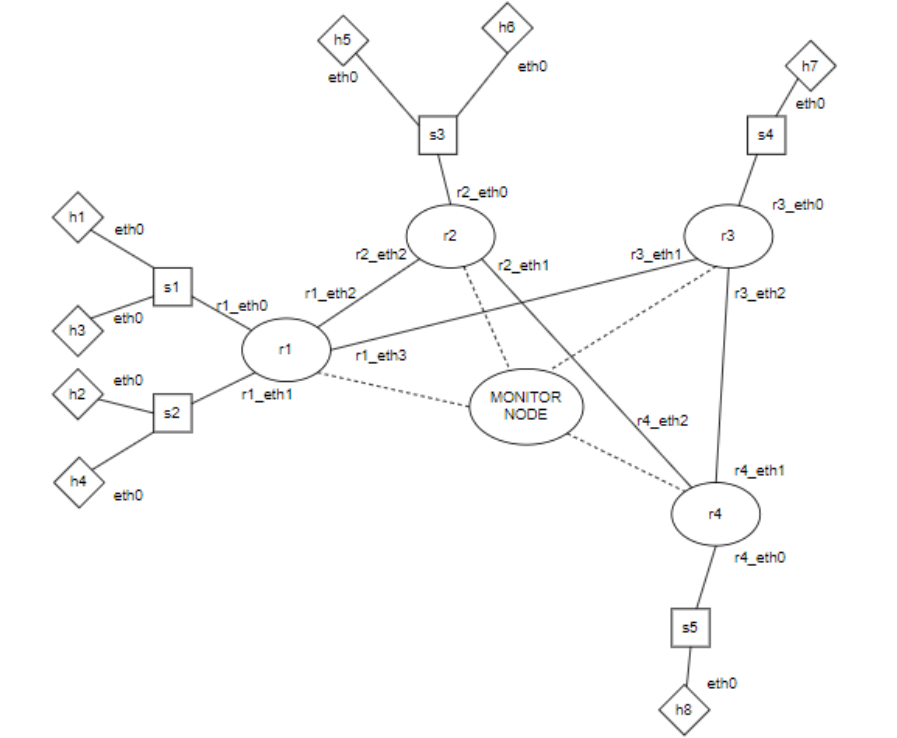 h5
h6
eth0
eth0
h7
eth0
s3
s4
r2_eth0
r3_eth0
h1
eth0
r2
r3
r2_eth2
r3_eth1
r2_eth1
s1
r1_eth2
r3_eth2
r1_eth0
eth0
h3
r1
r1_eth3
eth0
h2
r1_eth1
MONITOR
NODE
s2
r4_eth2
h4
eth0
r4_eth1
r4
r4_eth0
s5
eth0
h8